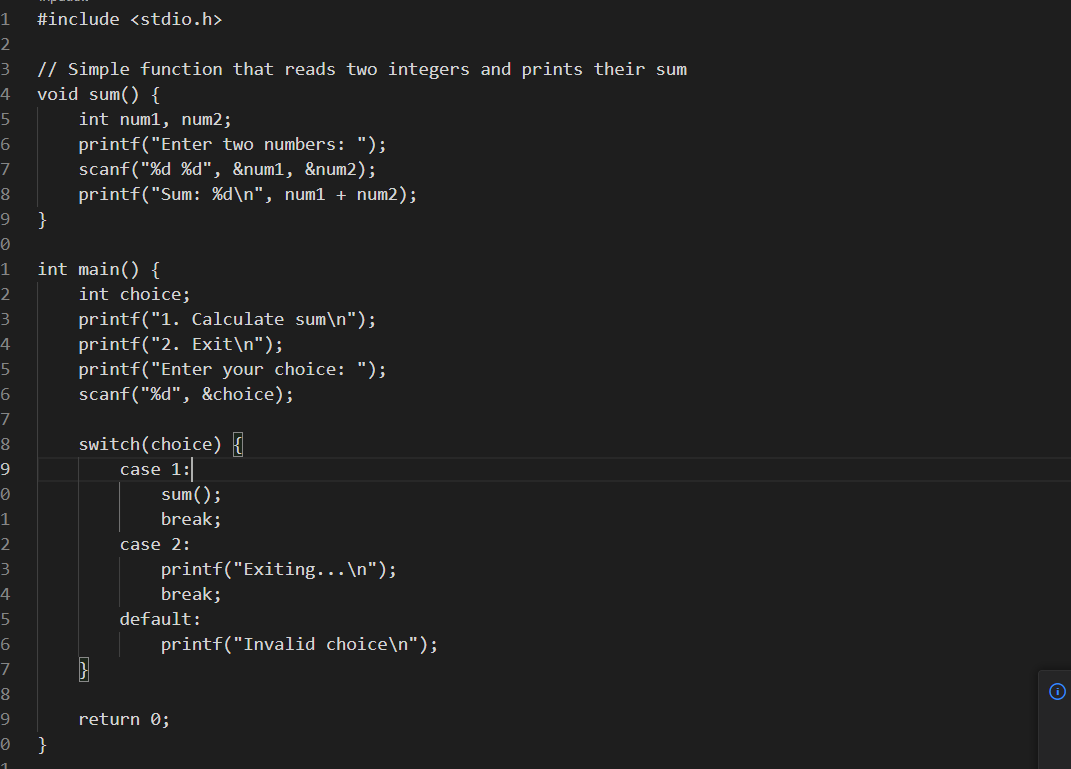 1 #include <stdio.h>
2
3 // Simple function that reads two integers and prints their sum
4 void sum() {
5     int num1, num2;
6     printf("Enter two numbers: ");
7     scanf("%d %d", &num1, &num2);
8     printf("Sum: %d\n", num1 + num2);
9 }
0
1 int main() {
2     int choice;
3     printf("1. Calculate sum\n");
4     printf("2. Exit\n");
5     printf("Enter your choice: ");
6     scanf("%d", &choice);
7
8     switch(choice) {
9         case 1:
0             sum();
1             break;
2         case 2:
3             printf("Exiting...\n");
4             break;
5         default:
6             printf("Invalid choice\n");
7     }
8
9     return 0;
0 }